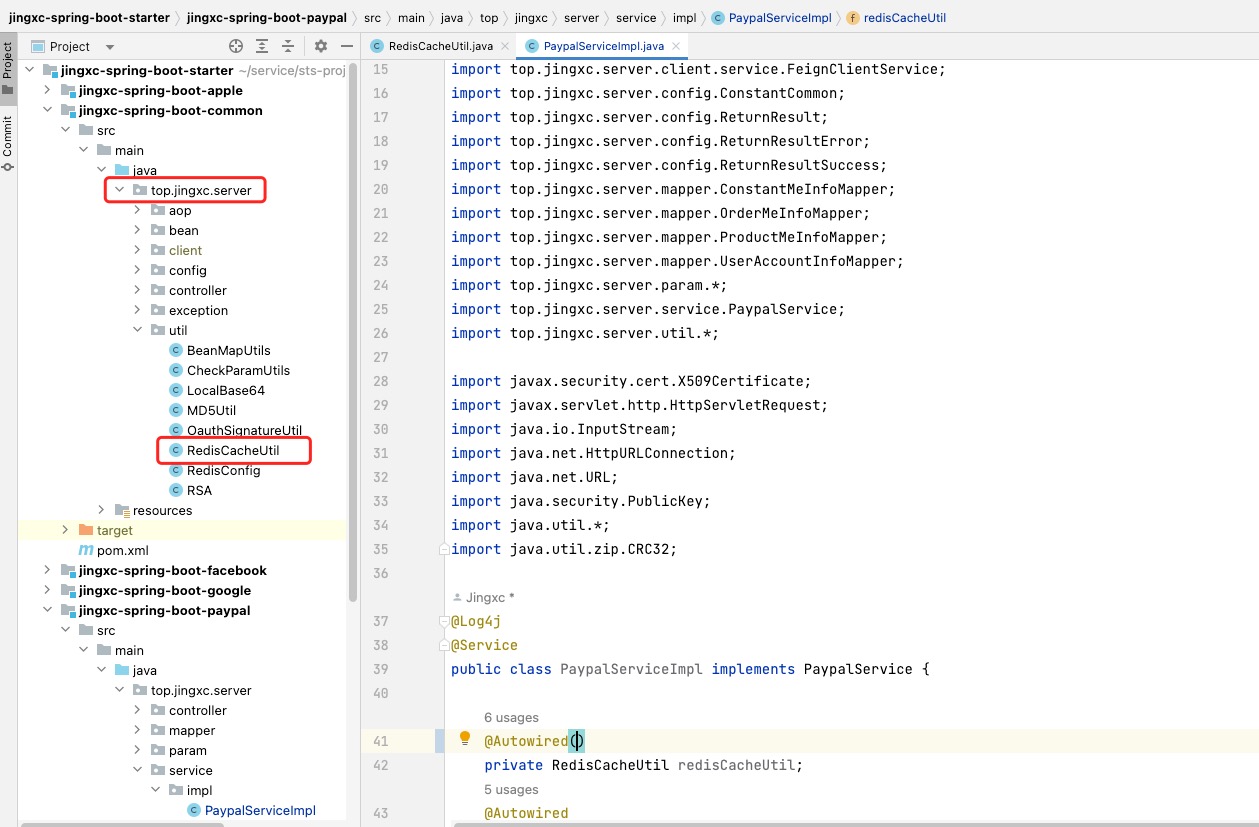 jingxc-spring-boot-starter jingxc-spring-boot-paypal src main java top jingxc server service impl PaypalServiceImpl redisCacheUtil
Project
Commit
Project
jingxc-spring-boot-starter ~/service/sts-proj
jingxc-spring-boot-apple
jingxc-spring-boot-common
src
main
java
top.jingxc.server
aop
bean
client
config
controller
exception
util
BeanMapUtils
CheckParamUtils
LocalBase64
MD5Util
OauthSignatureUtil
RedisCacheUtil
RedisConfig
RSA
resources
target
pom.xml
jingxc-spring-boot-facebook
jingxc-spring-boot-google
jingxc-spring-boot-paypal
src
main
java
top.jingxc.server
controller
mapper
param
service
impl
PaypalServiceImpl
RedisCacheUtil.java PaypalServiceImpl.java
15 import top.jingxc.server.client.service.FeignClientService;
16 import top.jingxc.server.config.ConstantCommon;
17 import top.jingxc.server.config.ReturnResult;
18 import top.jingxc.server.config.ReturnResultError;
19 import top.jingxc.server.config.ReturnResultSuccess;
20 import top.jingxc.server.mapper.ConstantMeInfoMapper;
21 import top.jingxc.server.mapper.OrderMeInfoMapper;
22 import top.jingxc.server.mapper.ProductMeInfoMapper;
23 import top.jingxc.server.mapper.UserAccountInfoMapper;
24 import top.jingxc.server.param.*;
25 import top.jingxc.server.service.PaypalService;
26 import top.jingxc.server.util.*;
27
28 import javax.security.cert.X509Certificate;
29 import javax.servlet.http.HttpServletRequest;
30 import java.io.InputStream;
31 import java.net.HttpURLConnection;
32 import java.net.URL;
33 import java.security.PublicKey;
34 import java.util.*;
35 import java.util.zip.CRC32;
36
Jingxc *
37 @Log4j
38 @Service
39 public class PaypalServiceImpl implements PaypalService {
40
6 usages
41 @Autowired()
42 private RedisCacheUtil redisCacheUtil;
5 usages
43 @Autowired